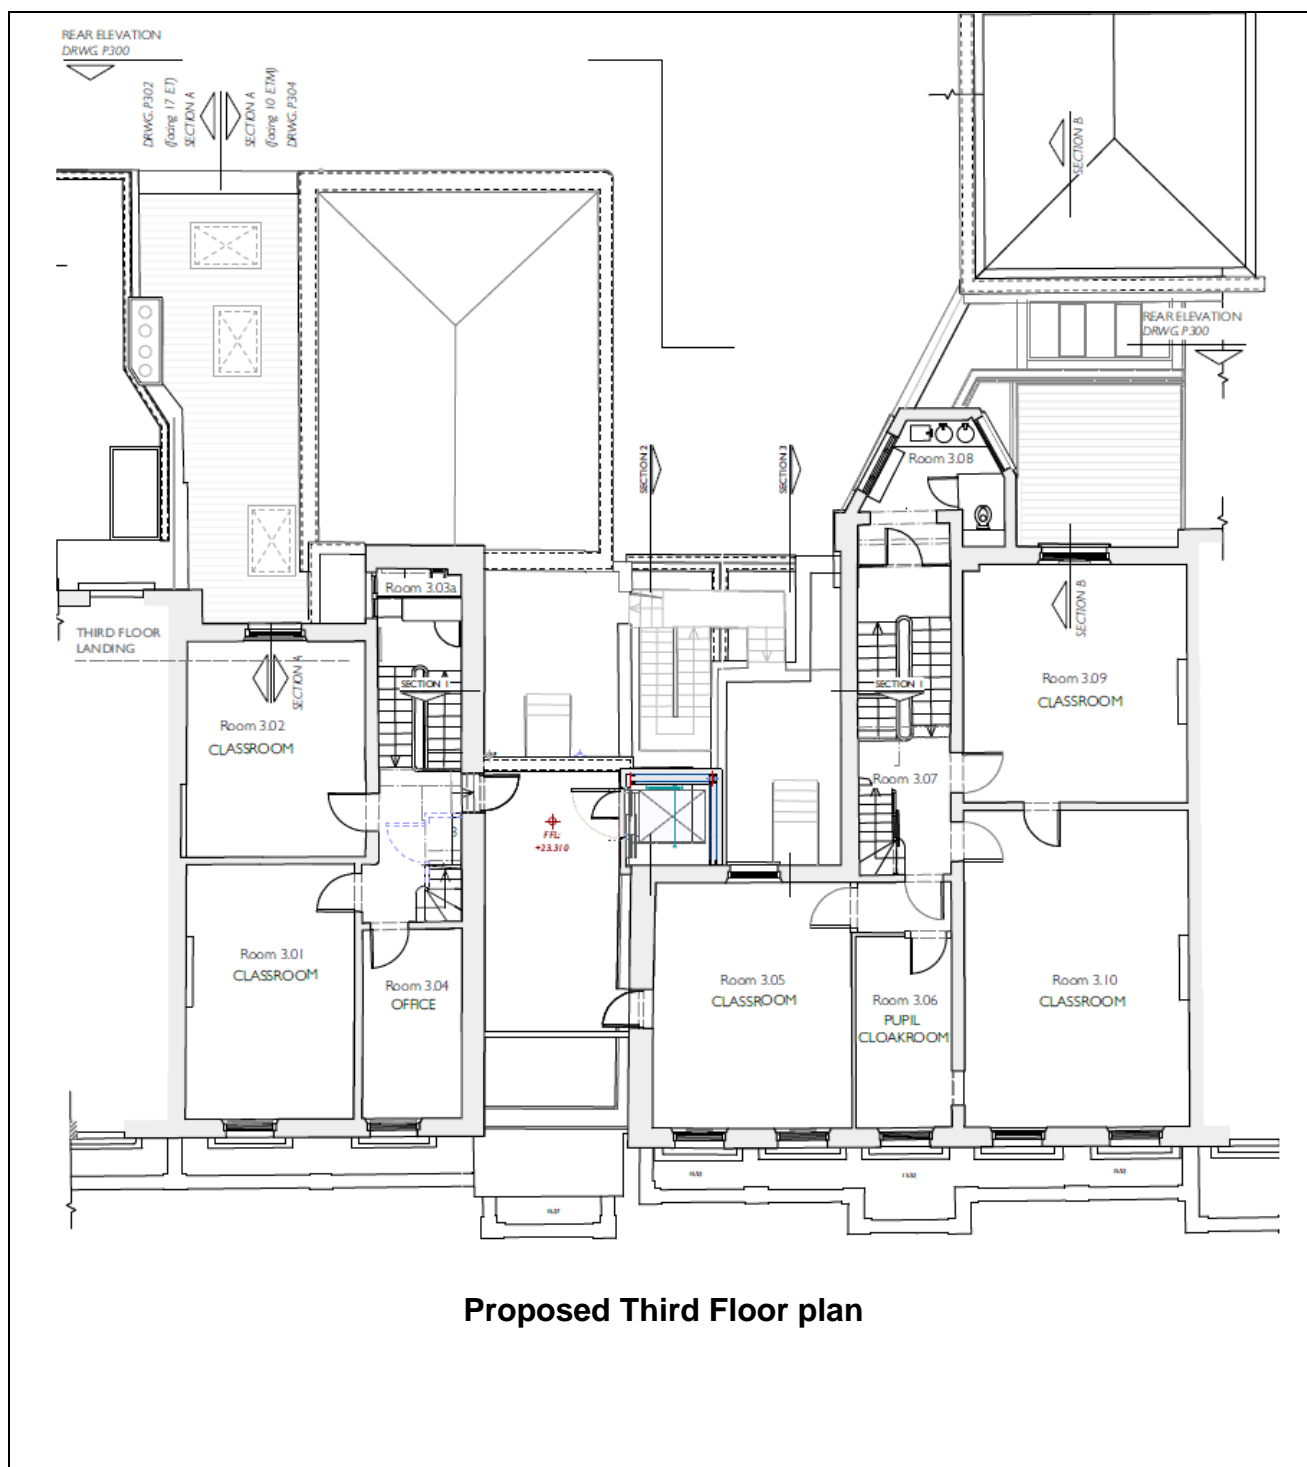 REAR ELEVATION
DRWG. P300
DRWG. P302
(facing 17 ET)
SECTION A
SECTION A
(facing 10 ETM)
DRWG. P304
SECTION B
REAR ELEVATION
DRWG. P300
SECTION 2
SECTION 3
Room 3.08
Room 3.03a
THIRD FLOOR
LANDING
SECTION A
SECTION 1
SECTION 1
SECTION B
Room 3.02
CLASSROOM
Room 3.09
CLASSROOM
Room 3.07
FFL:
+23.310
Room 3.01
CLASSROOM
Room 3.04
OFFICE
Room 3.05
CLASSROOM
Room 3.06
PUPIL
CLOAKROOM
Room 3.10
CLASSROOM
Proposed Third Floor plan